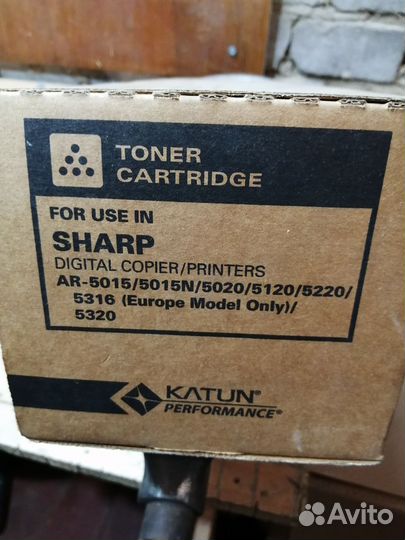 TONER
CARTRIDGE
FOR USE IN
SHARP
DIGITAL COPIER/PRINTERS
AR-5015/5015N/5020/5120/5220/
5316 (Europe Model Only)/
5320
KATUN®
PERFORMANCE®
Avito